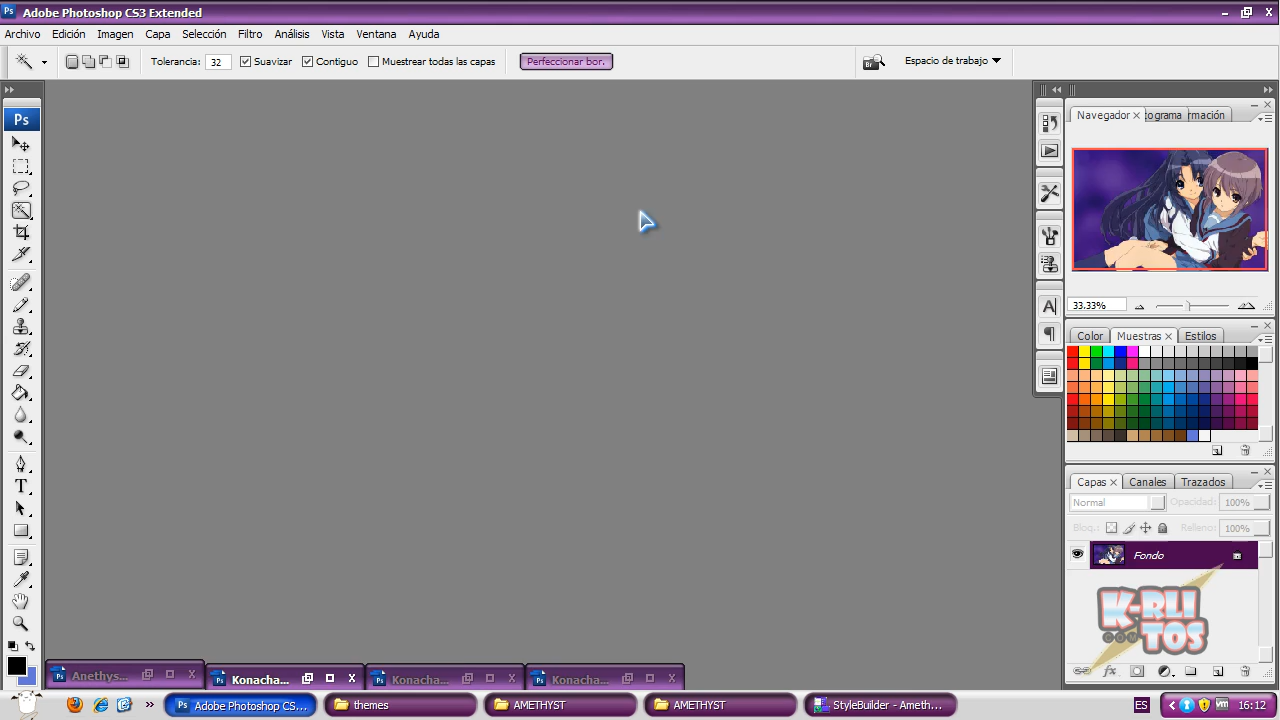 Adobe Photoshop CS3 Extended
Archivo Edición Imagen Capa Selección Filtro Análisis Vista Ventana Ayuda
Tolerancia: 32 Suavizar Contiguo Muestrear todas las capas Perfeccionar bor. Br Espacio de trabajo
Ps
Navegador ograma rmación
33.33%
Color Muestras Estilos
Capas Canales Trazados
Normal Opacidad: 100%
Bloq.: Relleno: 100%
Fondo
K-RLI
TOS
COM
Anethys... Konacha... Konacha... Konacha...
Adobe Photoshop CS... themes AMETHYST AMETHYST StyleBuilder - Ameth... ES 16:12